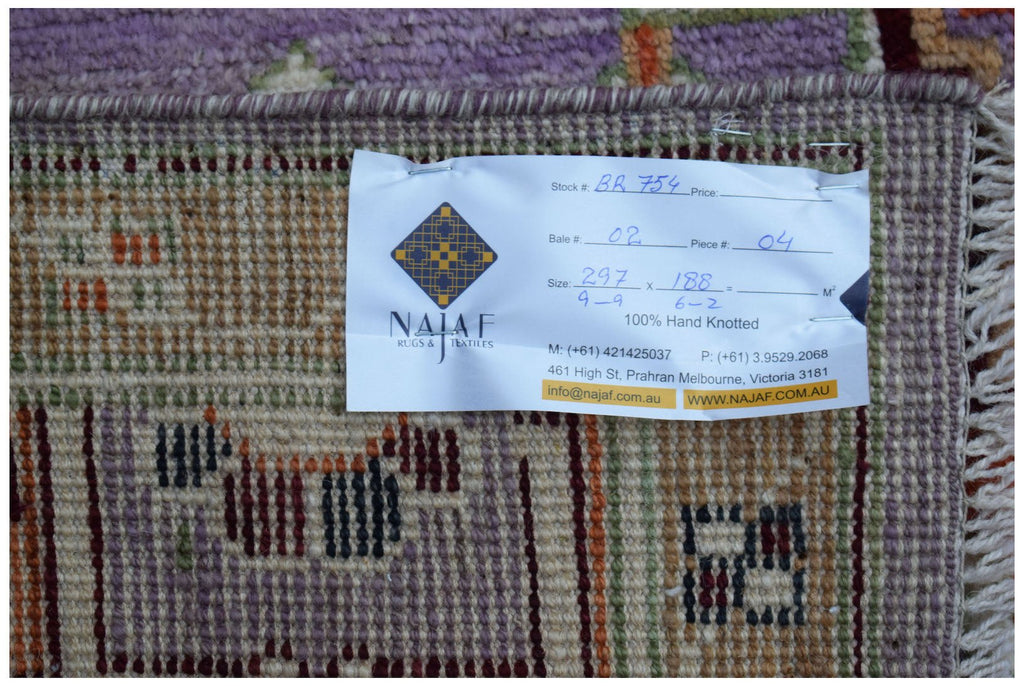 Stock #: BR 754 Price:
Bale #: 02 Piece #: 04
Size: 297 x 188 = M²
9-9 6-2
100% Hand Knotted
NAJAF
RUGS & TEXTILES
M: (+61) 421425037 P: (+61) 3.9529.2068
461 High St, Prahran Melbourne, Victoria 3181
info@najaf.com.au WWW.NAJAF.COM.AU